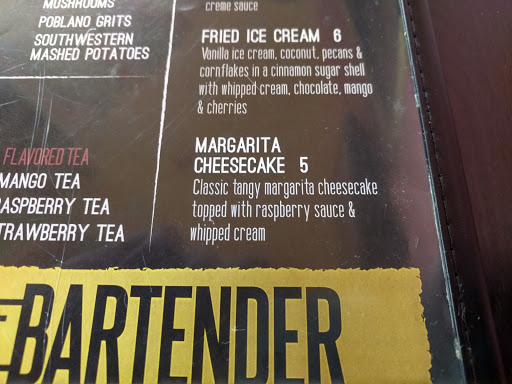 MUSHROOMS
POBLANO GRITS
SOUTHWESTERN
MASHED POTATOES
FLAVORED TEA
MANGO TEA
RASPBERRY TEA
STRAWBERRY TEA
creme sauce
FRIED ICE CREAM 6
Vanilla ice cream, coconut, pecans &
cornflakes in a cinnamon sugar shell
with whipped cream, chocolate, mango
& cherries
MARGARITA
CHEESECAKE 5
Classic tangy margarita cheesecake
topped with raspberry sauce &
whipped cream
BARTENDER